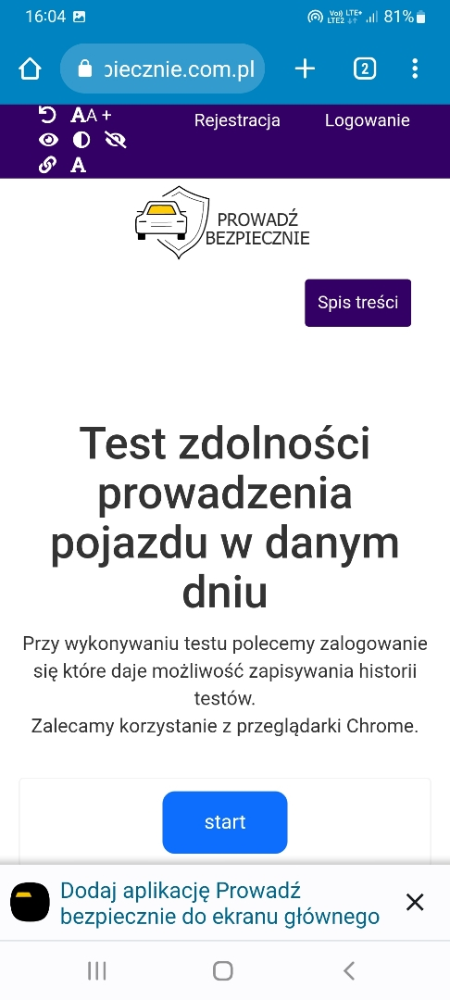 16:04
Vo)) LTE+
LTE2
81%
piecznie.com.pl
2
AA +
Rejestracja
Logowanie
A
PROWADŹ
BEZPIECZNIE
Spis treści
Test zdolności
prowadzenia
pojazdu w danym
dniu
Przy wykonywaniu testu polecemy zalogowanie
się które daje możliwość zapisywania historii
testów.
Zalecamy korzystanie z przeglądarki Chrome.
start
Dodaj aplikację Prowadź
bezpiecznie do ekranu głównego